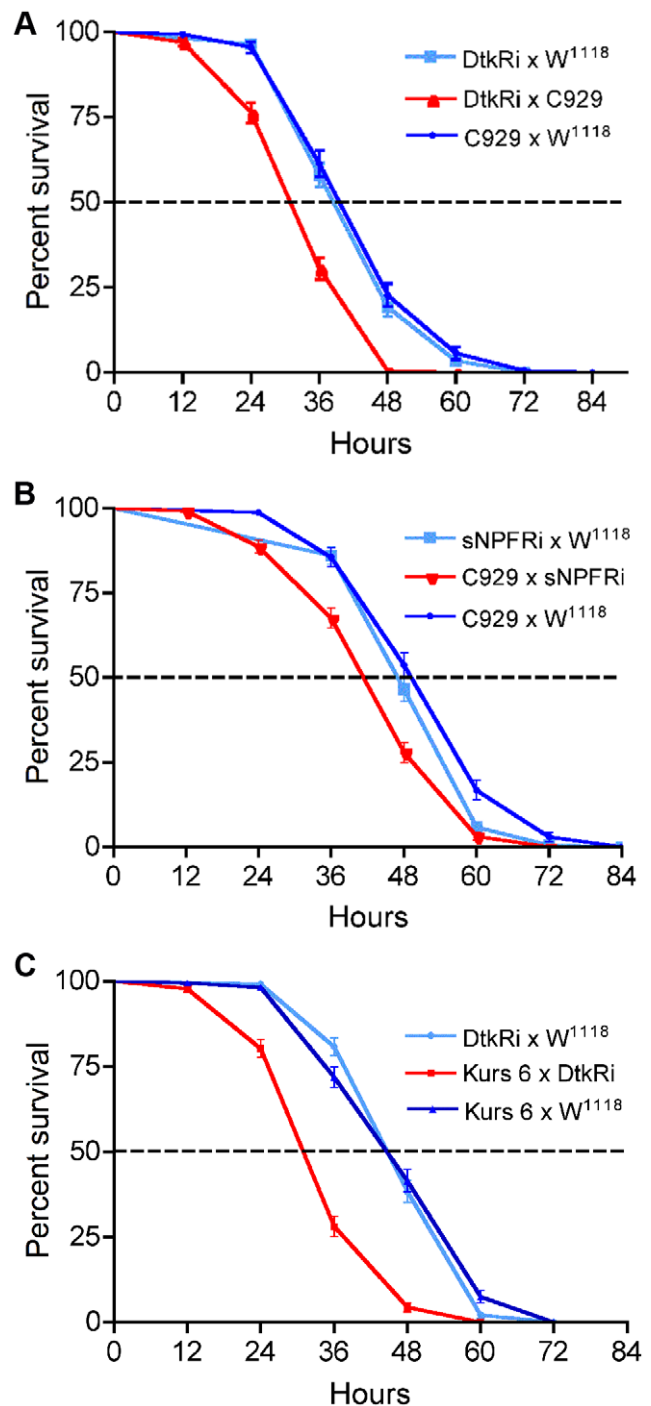 A
Percent survival
100
75
50
25
0
DtkRi x W¹¹¹⁸
DtkRi x C929
C929 x W¹¹¹⁸
0 12 24 36 48 60 72 84
Hours
B
Percent survival
100
75
50
25
0
sNPFRi x W¹¹¹⁸
C929 x sNPFRi
C929 x W¹¹¹⁸
0 12 24 36 48 60 72 84
Hours
C
Percent survival
100
75
50
25
0
DtkRi x W¹¹¹⁸
Kurs 6 x DtkRi
Kurs 6 x W¹¹¹⁸
0 12 24 36 48 60 72 84
Hours